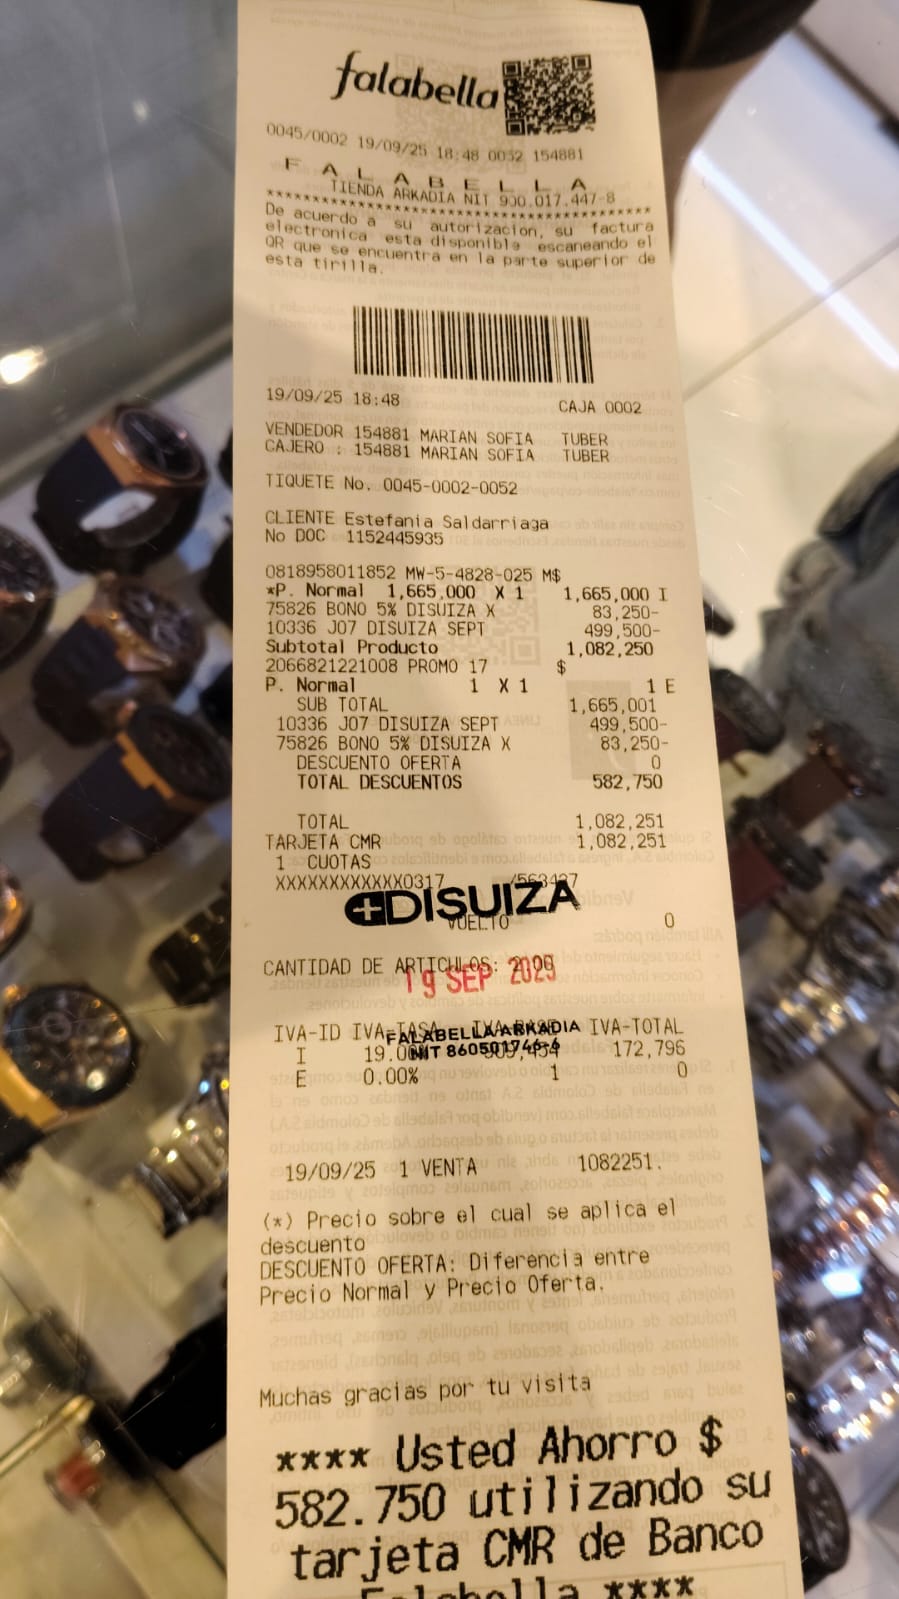 falabella
0045/0002 19/09/25 18:48 0052 154881
F A L A B E L L A
TIENDA ARKADIA NIT 900.017.447-8
**************************************************
De acuerdo a su autorizacion, su factura
electronica esta disponible escaneando el
QR que se encuentra en la parte superior de
esta tirilla.
19/09/25 18:48 CAJA 0002
VENDEDOR 154881 MARIAN SOFIA TUBER
CAJERO : 154881 MARIAN SOFIA TUBER
TIQUETE No. 0045-0002-0052
CLIENTE Estefania Saldarriaga
No DOC 1152445935
0818958011852 MW-5-4828-025 M$
*P. Normal 1,665,000 X 1 1,665,000 I
75826 BONO 5% DISUIZA X 83,250-
10336 J07 DISUIZA SEPT 499,500-
Subtotal Producto 1,082,250
2066821221008 PROMO 17 $
P. Normal 1 X 1 1 E
SUB TOTAL 1,665,001
10336 J07 DISUIZA SEPT 499,500-
75826 BONO 5% DISUIZA X 83,250-
DESCUENTO OFERTA 0
TOTAL DESCUENTOS 582,750
TOTAL 1,082,251
TARJETA CMR 1,082,251
1 CUOTAS
XXXXXXXXXXXX0317
DISUIZA
VUELTO 0
CANTIDAD DE ARTICULOS:
19 SEP 2025
IVA-ID IVA-TASA IVA-BASE IVA-TOTAL
FALABELLA ARKADIA
I 19.00% 172,796
NIT 860501746-6
E 0.00% 1 0
19/09/25 1 VENTA 1082251.
(*) Precio sobre el cual se aplica el
descuento
DESCUENTO OFERTA: Diferencia entre
Precio Normal y Precio Oferta.
Muchas gracias por tu visita
**** Usted Ahorro $
582.750 utilizando su
tarjeta CMR de Banco
Falabella ****